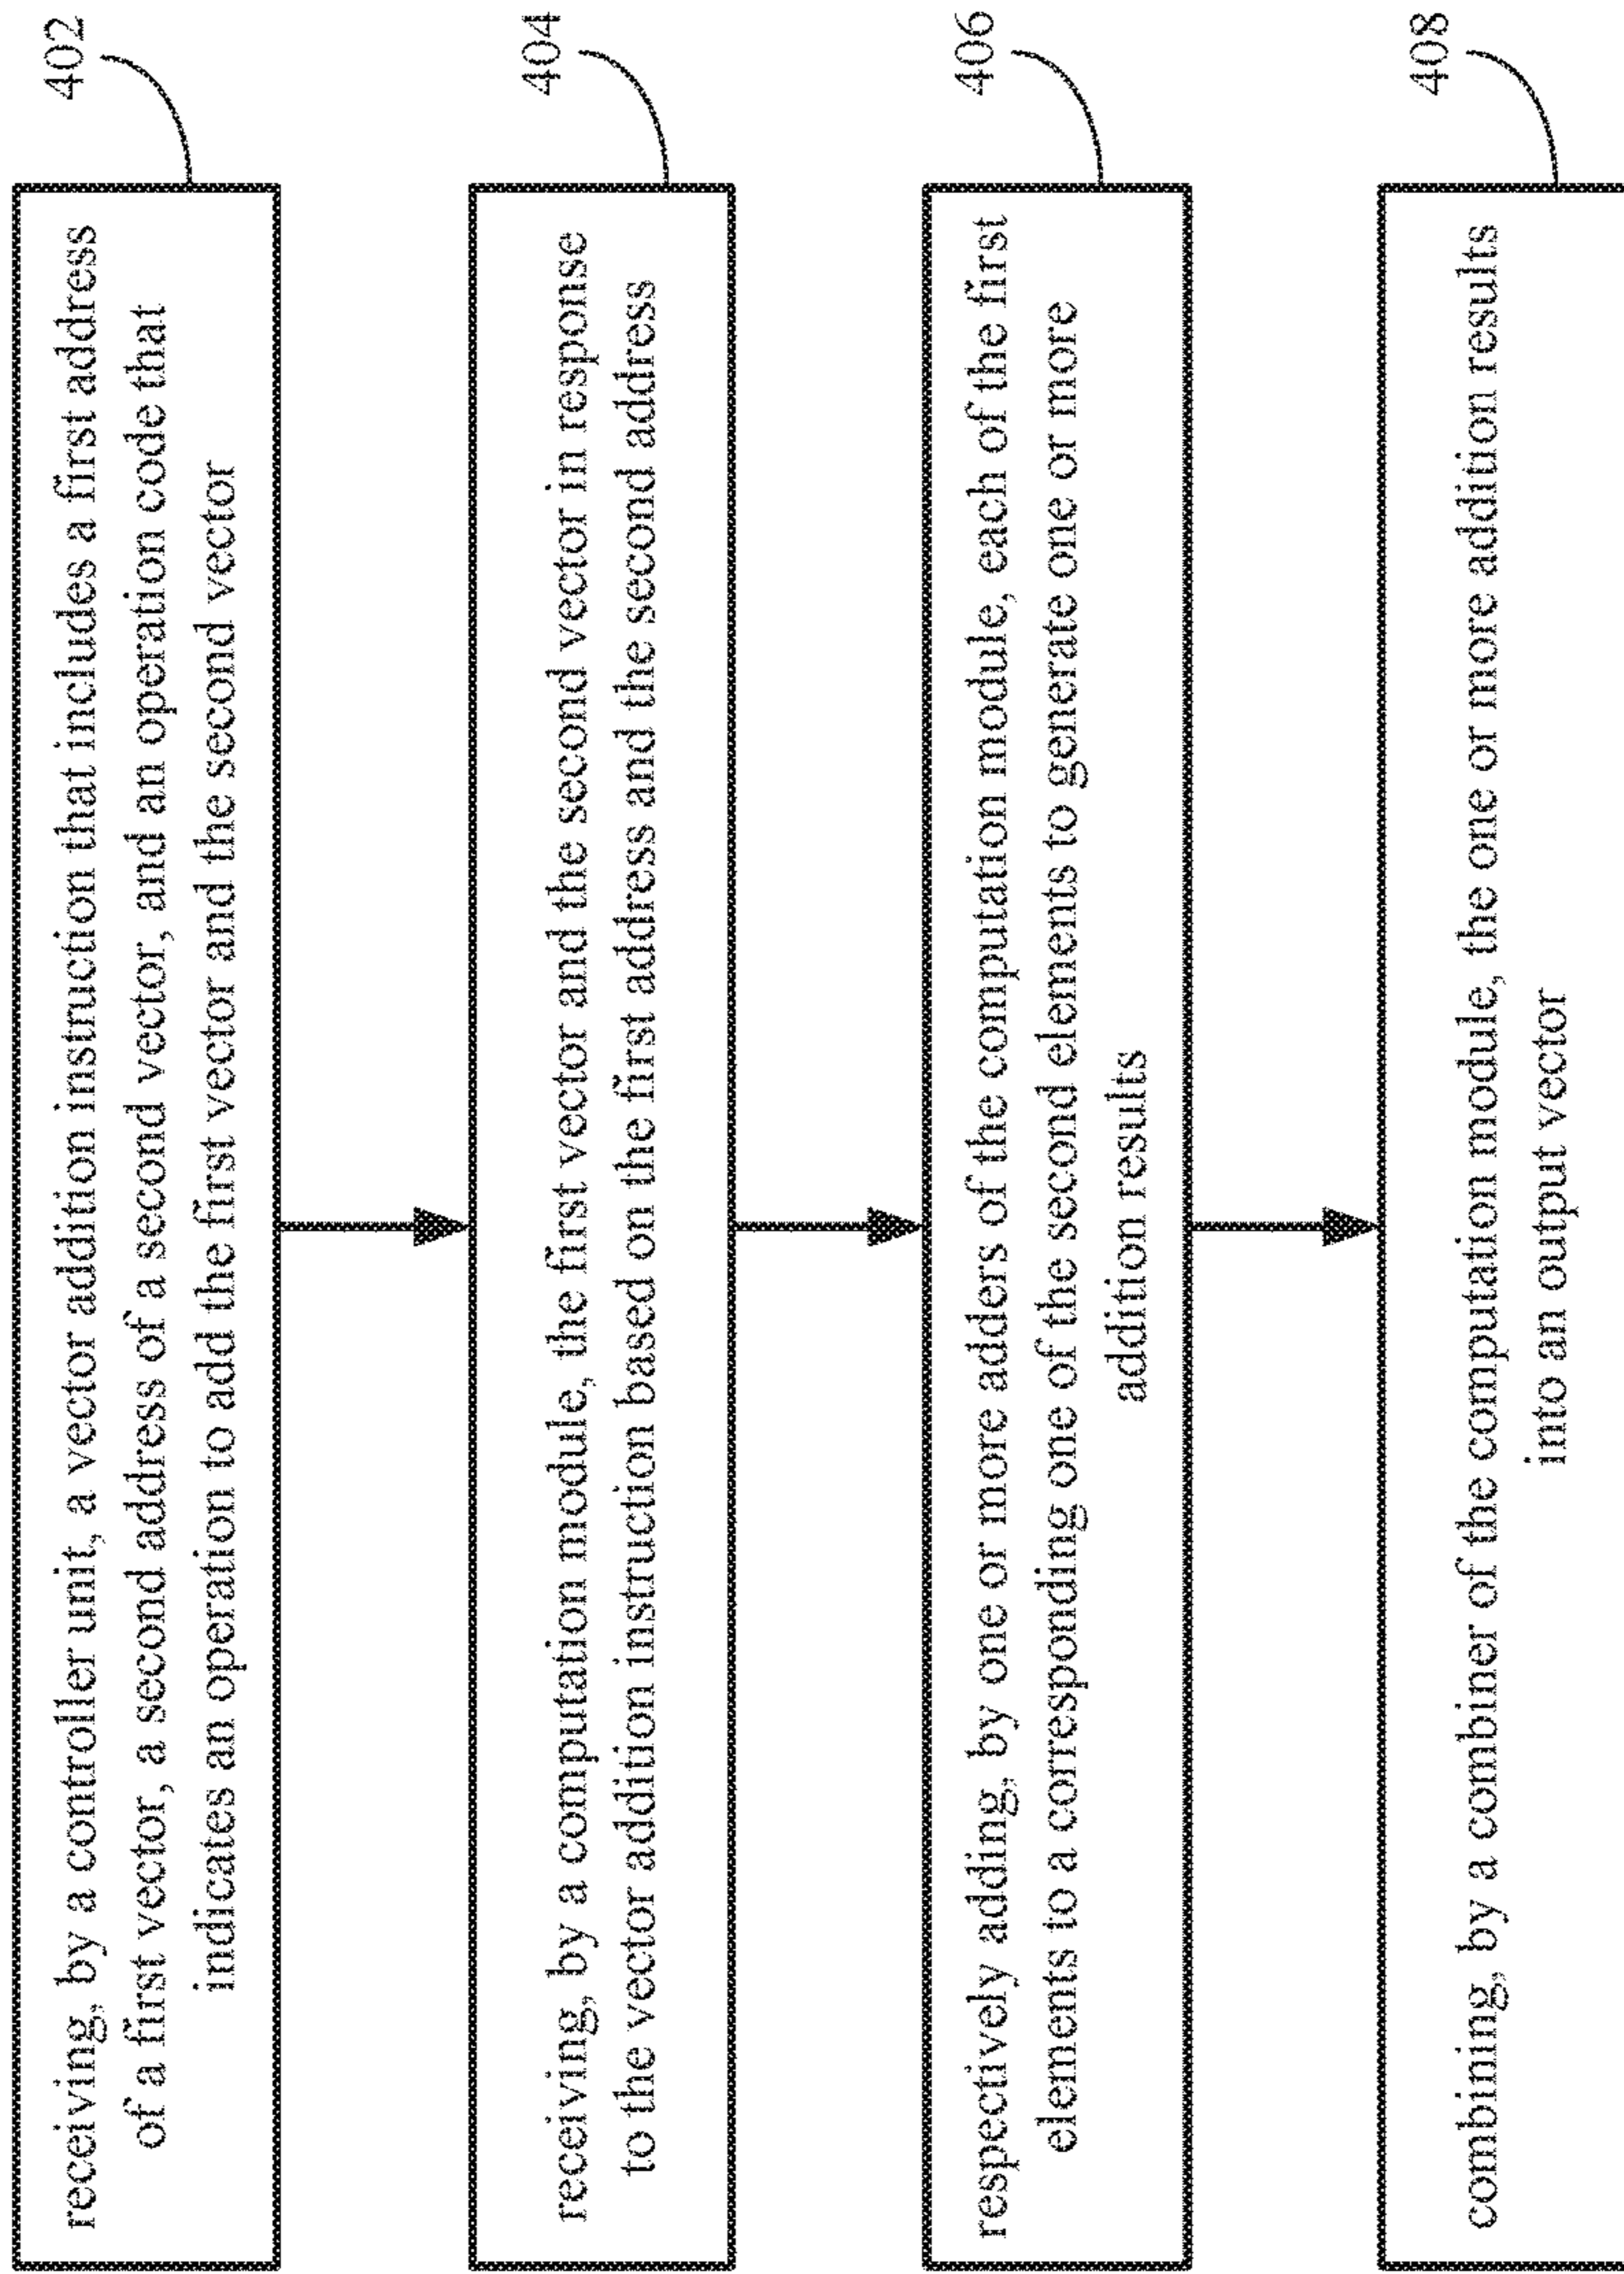 receiving, by a controller unit, a vector addition instruction that includes a first address
of a first vector, a second address of a second vector, and an operation code that
indicates an operation to add the first vector and the second vector
402
receiving, by a computation module, the first vector and the second vector in response
to the vector addition instruction based on the first address and the second address
404
respectively adding, by one or more adders of the computation module, each of the first
elements to a corresponding one of the second elements to generate one or more
addition results
406
combining, by a combiner of the computation module, the one or more addition results
into an output vector
408